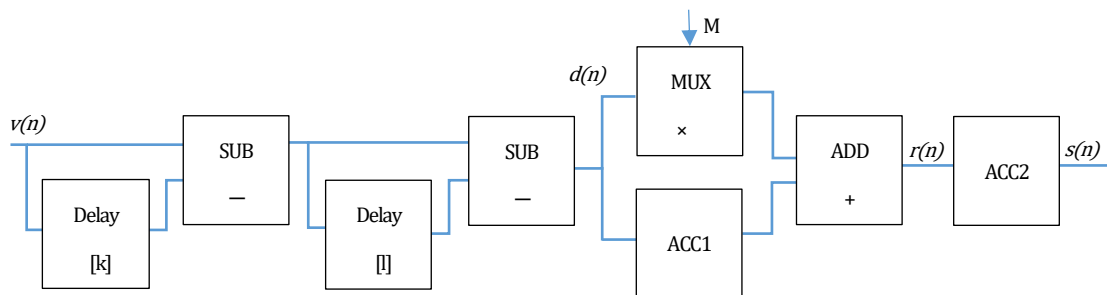 M
d(n)
MUX
×
v(n)
SUB
—
SUB
—
ADD
+
r(n)
ACC2
s(n)
Delay
[k]
Delay
[l]
ACC1